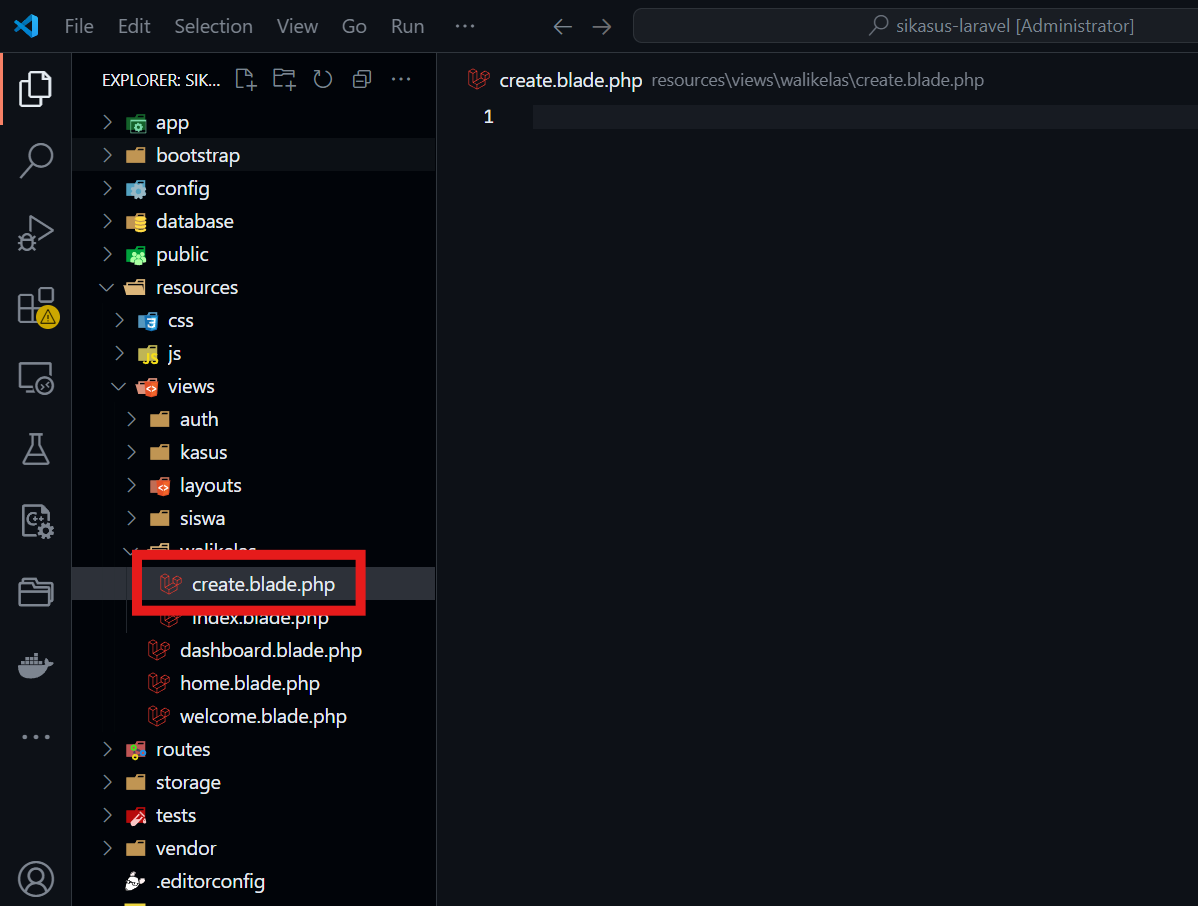 File Edit Selection View Go Run ··· sikasus-laravel [Administrator]
EXPLORER: SIK...
create.blade.php resources\views\walikelas\create.blade.php
1
app
bootstrap
config
database
public
resources
css
js
views
auth
kasus
layouts
siswa
walikelas
create.blade.php
index.blade.php
dashboard.blade.php
home.blade.php
welcome.blade.php
routes
storage
tests
vendor
.editorconfig